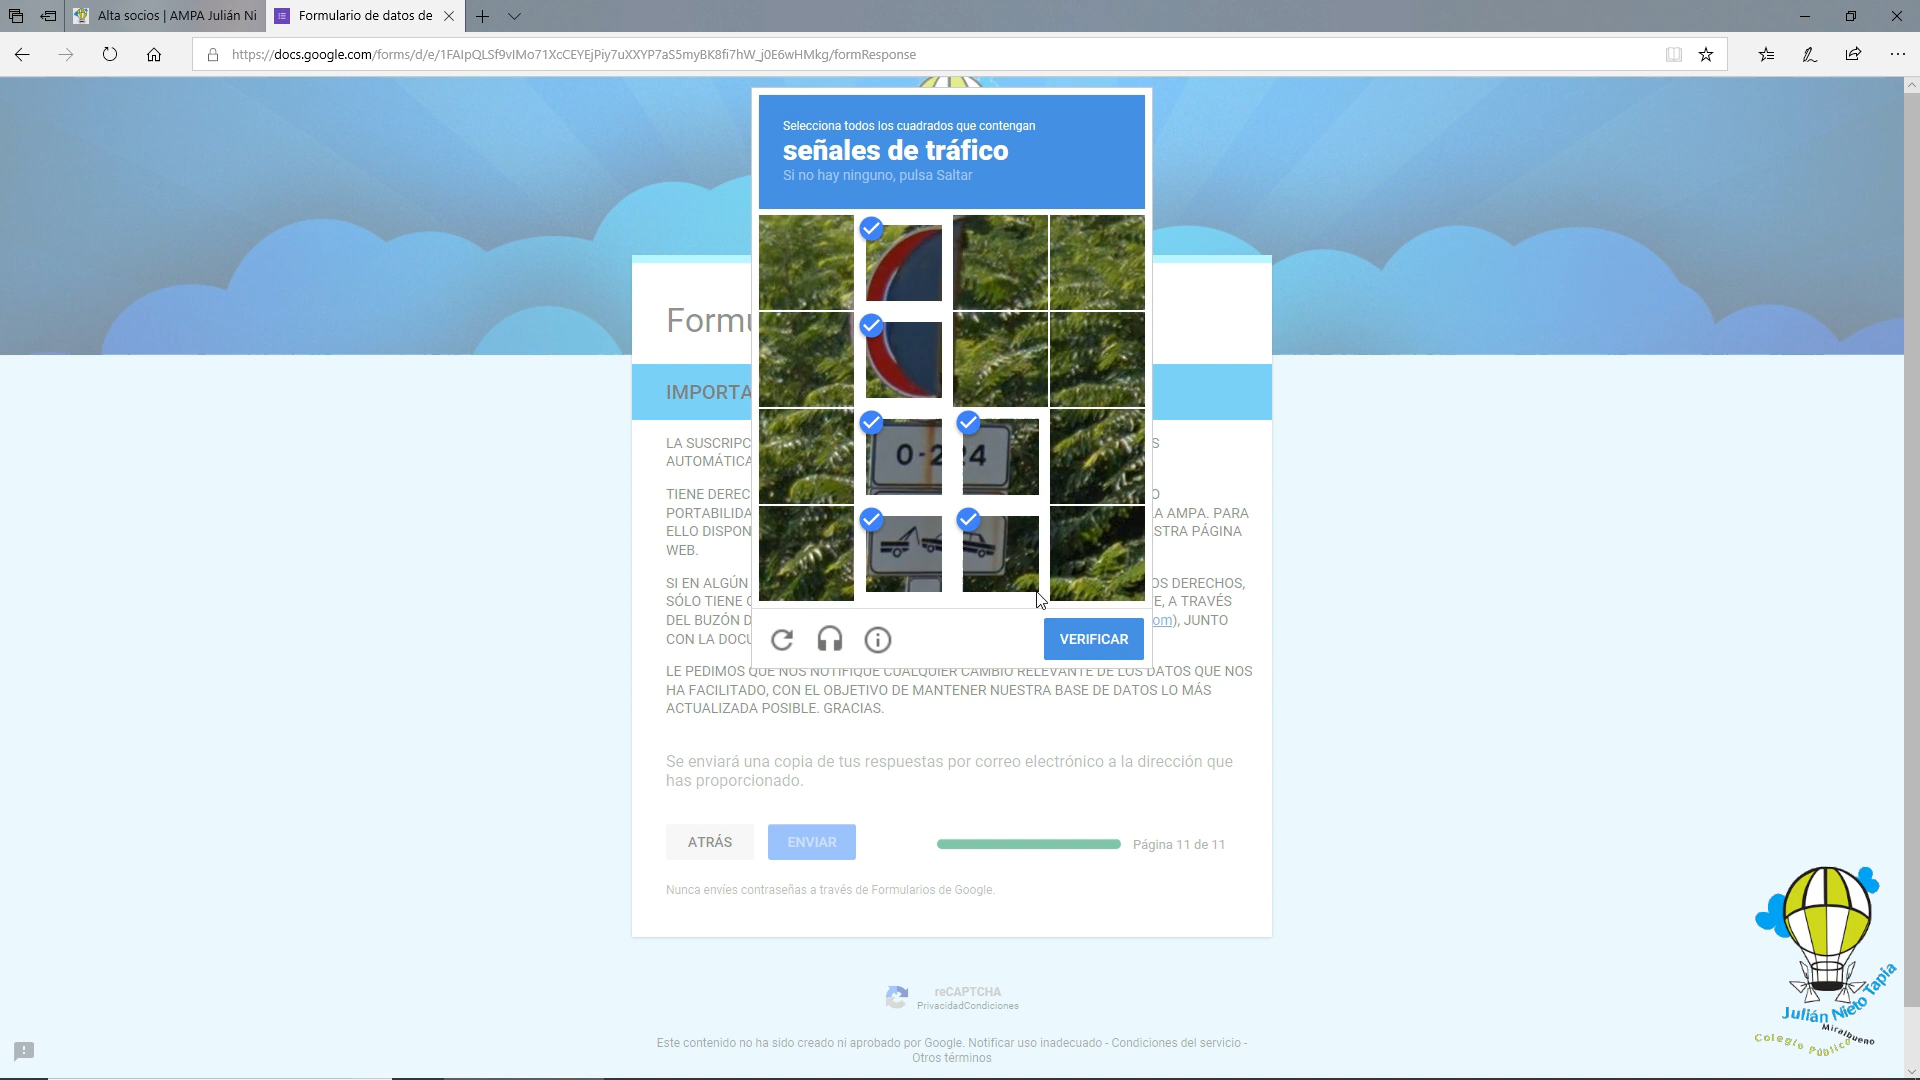 Alta socios | AMPA Julián Ni
Formulario de datos de
https://docs.google.com/forms/d/e/1FAIpQLSf9vIMo71XcCEYEjPiy7uXXYP7aS5myBK8fi7hW_j0E6wHMkg/formResponse
Selecciona todos los cuadrados que contengan
señales de tráfico
Si no hay ninguno, pulsa Saltar
0-2 24
VERIFICAR
Formu
IMPORTA
LA SUSCRIPC S
AUTOMÁTICA
TIENE DEREC O
PORTABILIDA A AMPA. PARA
ELLO DISPON STRA PÁGINA
WEB.
SI EN ALGÚN OS DERECHOS,
SÓLO TIENE E, A TRAVÉS
DEL BUZÓN D om), JUNTO
CON LA DOCU
LE PEDIMOS QUE NOS NOTIFIQUE CUALQUIER CAMBIO RELEVANTE DE LOS DATOS QUE NOS
HA FACILITADO, CON EL OBJETIVO DE MANTENER NUESTRA BASE DE DATOS LO MÁS
ACTUALIZADA POSIBLE. GRACIAS.
Se enviará una copia de tus respuestas por correo electrónico a la dirección que
has proporcionado.
ATRÁS
ENVIAR
Página 11 de 11
Nunca envíes contraseñas a través de Formularios de Google.
reCAPTCHA
PrivacidadCondiciones
Este contenido no ha sido creado ni aprobado por Google. Notificar uso inadecuado - Condiciones del servicio -
Otros términos
Julián Nieto Tapia
Miralbueno
Colegio Público